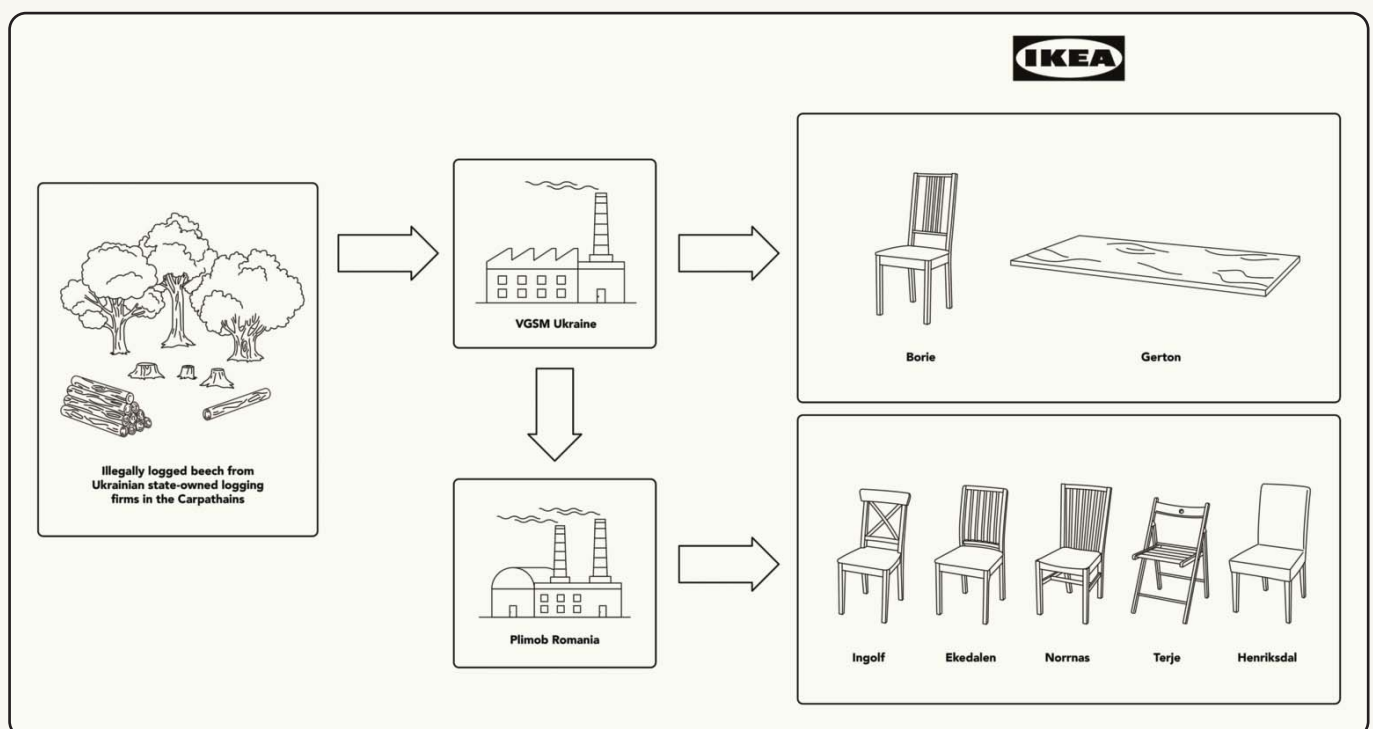 IKEA
Illegally logged beech from
Ukrainian state-owned logging
firms in the Carpathains
VGSM Ukraine
Plimob Romania
Borie
Gerton
Ingolf
Ekedalen
Norrnas
Terje
Henriksdal